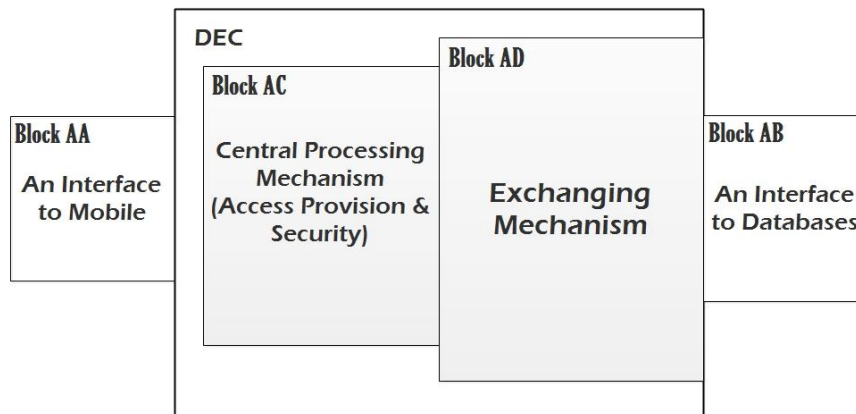 DEC
Block AA
An Interface
to Mobile
Block AC
Central Processing
Mechanism
(Access Provision &
Security)
Block AD
Exchanging
Mechanism
Block AB
An Interface
to Databases